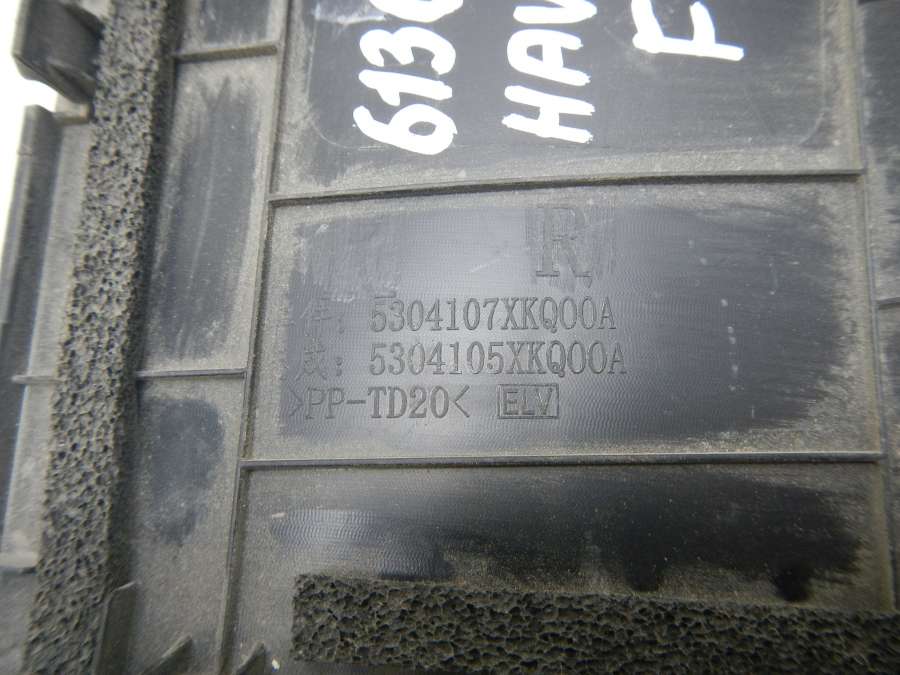 613
HAV
F
R
件: 5304107XKQ00A
成: 5304105XKQ00A
>PP-TD20< ELV